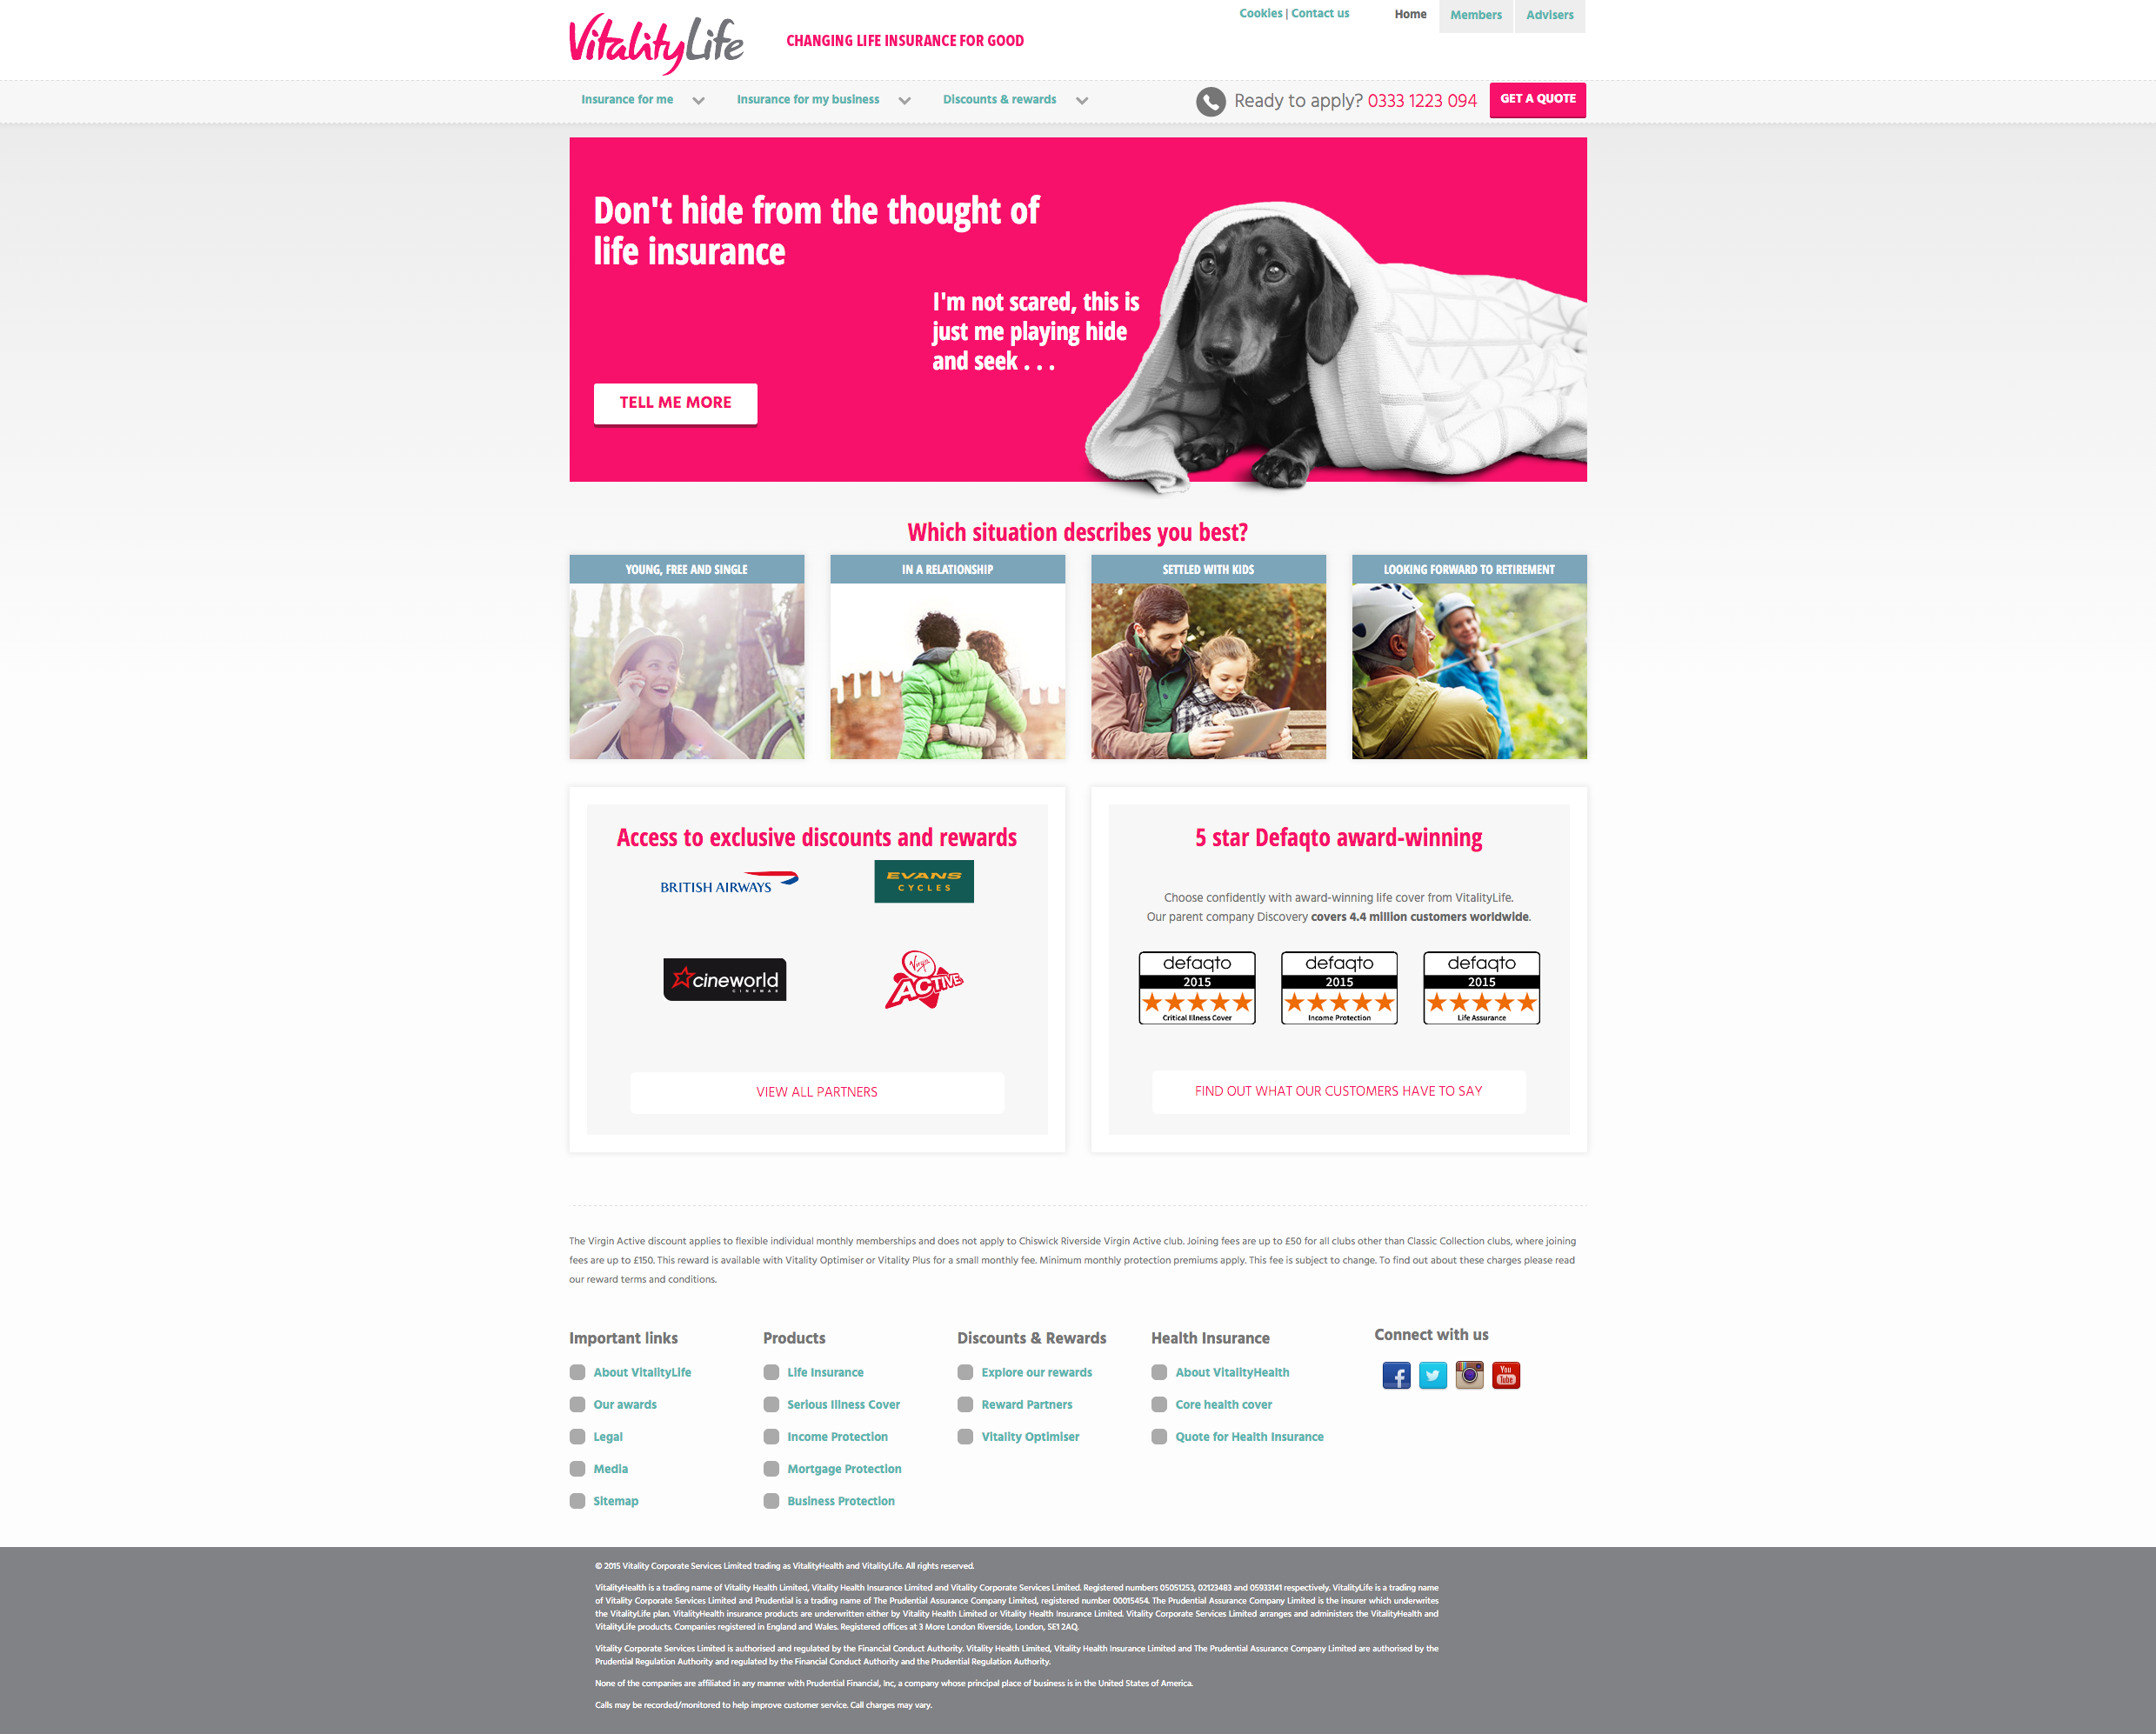 Cookies | Contact us
Home
Members
Advisers
VitalityLife
CHANGING LIFE INSURANCE FOR GOOD
Insurance for me
Insurance for my business
Discounts & rewards
Ready to apply? 0333 1223 094
GET A QUOTE
Don't hide from the thought of
life insurance
I'm not scared, this is
just me playing hide
and seek . . .
TELL ME MORE
Which situation describes you best?
YOUNG, FREE AND SINGLE
IN A RELATIONSHIP
SETTLED WITH KIDS
LOOKING FORWARD TO RETIREMENT
Access to exclusive discounts and rewards
BRITISH AIRWAYS
EVANS
CYCLES
cineworld
CINEMAS
Virgin
ACTIVE
VIEW ALL PARTNERS
5 star Defaqto award-winning
Choose confidently with award-winning life cover from VitalityLife.
Our parent company Discovery covers 4.4 million customers worldwide.
defaqto
2015
Critical Illness Cover
defaqto
2015
Income Protection
defaqto
2015
Life Assurance
FIND OUT WHAT OUR CUSTOMERS HAVE TO SAY
The Virgin Active discount applies to flexible individual monthly memberships and does not apply to Chiswick Riverside Virgin Active club. Joining fees are up to £50 for all clubs other than Classic Collection clubs, where joining
fees are up to £150. This reward is available with Vitality Optimiser or Vitality Plus for a small monthly fee. Minimum monthly protection premiums apply. This fee is subject to change. To find out about these charges please read
our reward terms and conditions.
Important links
About VitalityLife
Our awards
Legal
Media
Sitemap
Products
Life Insurance
Serious Illness Cover
Income Protection
Mortgage Protection
Business Protection
Discounts & Rewards
Explore our rewards
Reward Partners
Vitality Optimiser
Health Insurance
About VitalityHealth
Core health cover
Quote for Health Insurance
Connect with us
You
Tube
© 2015 Vitality Corporate Services Limited trading as VitalityHealth and VitalityLife. All rights reserved.
VitalityHealth is a trading name of Vitality Health Limited, Vitality Health Insurance Limited and Vitality Corporate Services Limited. Registered numbers 05051253, 02123483 and 05933141 respectively. VitalityLife is a trading name
of Vitality Corporate Services Limited and Prudential is a trading name of The Prudential Assurance Company Limited, registered number 00015454. The Prudential Assurance Company Limited is the insurer which underwrites
the VitalityLife plan. VitalityHealth insurance products are underwritten either by Vitality Health Limited or Vitality Health Insurance Limited. Vitality Corporate Services Limited arranges and administers the VitalityHealth and
VitalityLife products. Companies registered in England and Wales. Registered offices at 3 More London Riverside, London, SE1 2AQ.
Vitality Corporate Services Limited is authorised and regulated by the Financial Conduct Authority. Vitality Health Limited, Vitality Health Insurance Limited and The Prudential Assurance Company Limited are authorised by the
Prudential Regulation Authority and regulated by the Financial Conduct Authority and the Prudential Regulation Authority.
None of the companies are affiliated in any manner with Prudential Financial, Inc, a company whose principal place of business is in the United States of America.
Calls may be recorded/monitored to help improve customer service. Call charges may vary.